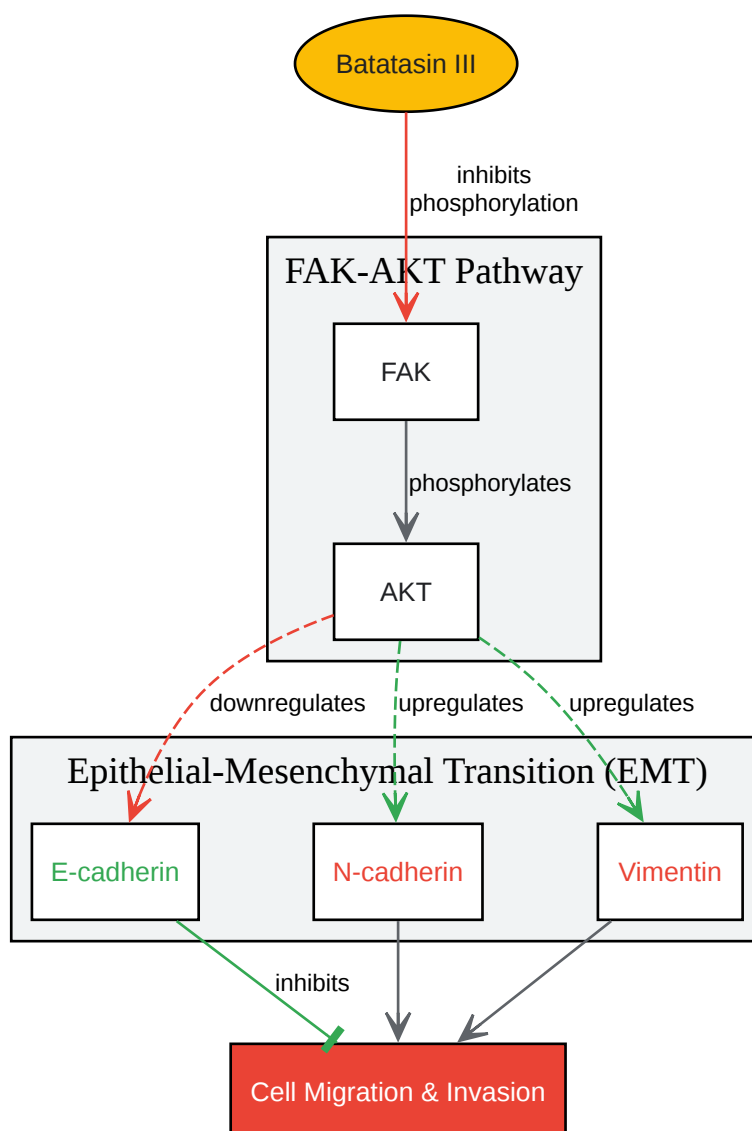 Batatasin III
inhibits
phosphorylation
FAK-AKT Pathway
FAK
phosphorylates
AKT
downregulates
upregulates
upregulates
Epithelial-Mesenchymal Transition (EMT)
E-cadherin
N-cadherin
Vimentin
inhibits
Cell Migration & Invasion